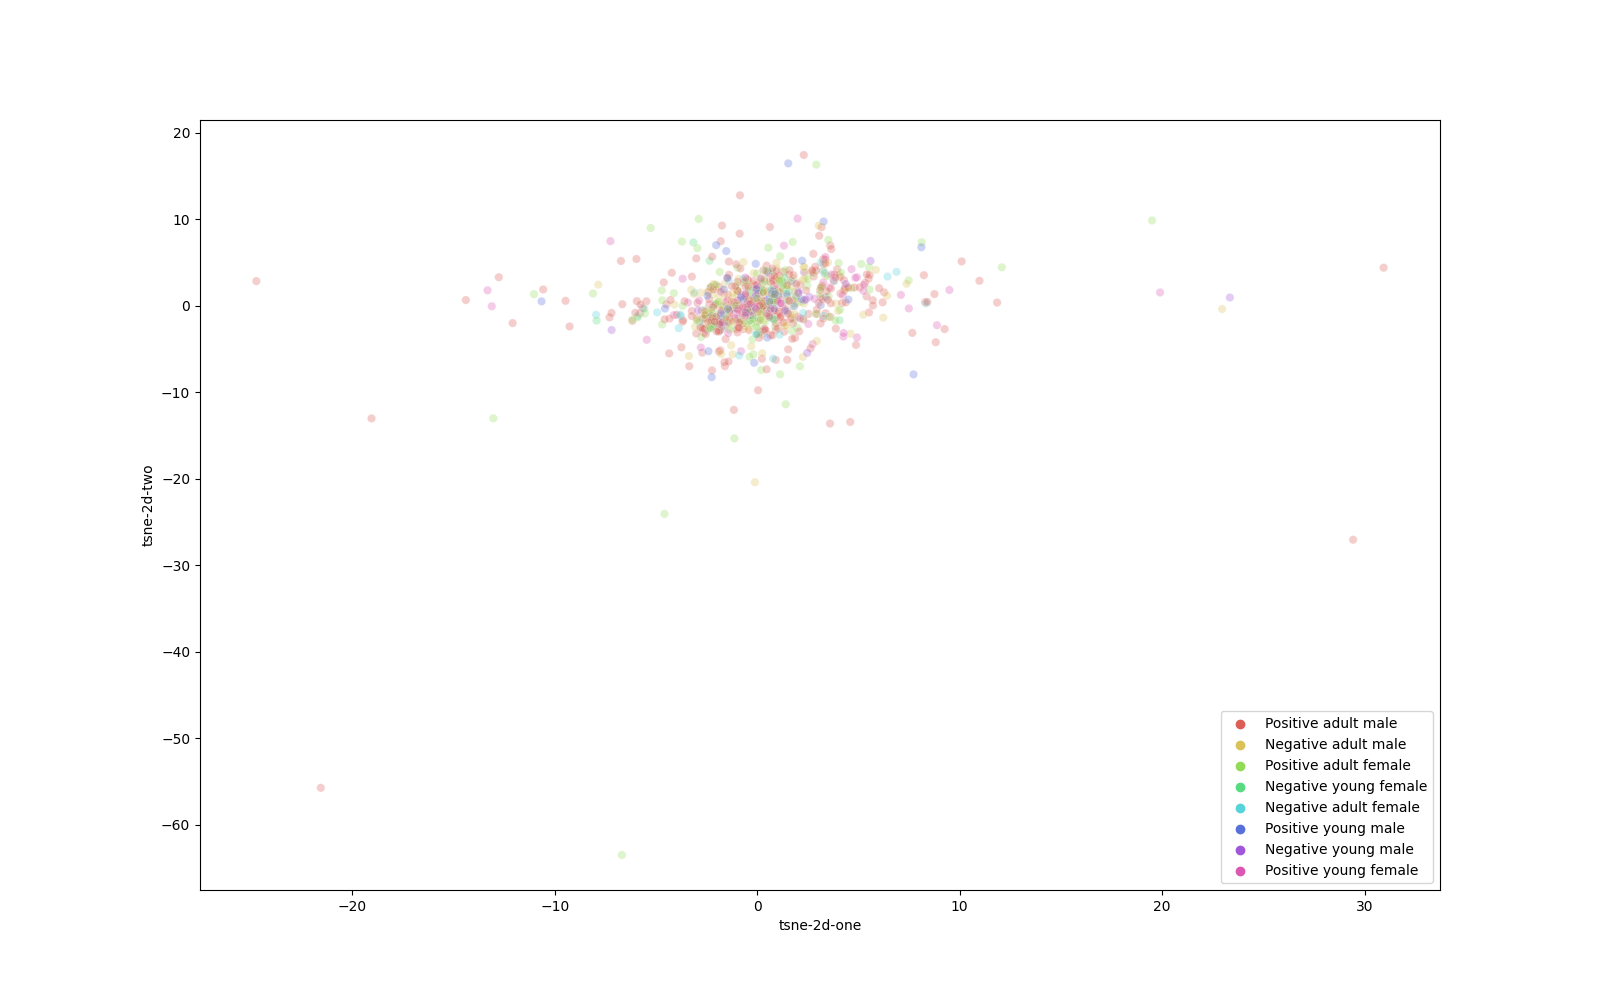 20
10
0
−10
−20
−30
−40
−50
−60
tsne-2d-two
−20
−10
0
10
20
30
tsne-2d-one
Positive adult male
Negative adult male
Positive adult female
Negative young female
Negative adult female
Positive young male
Negative young male
Positive young female